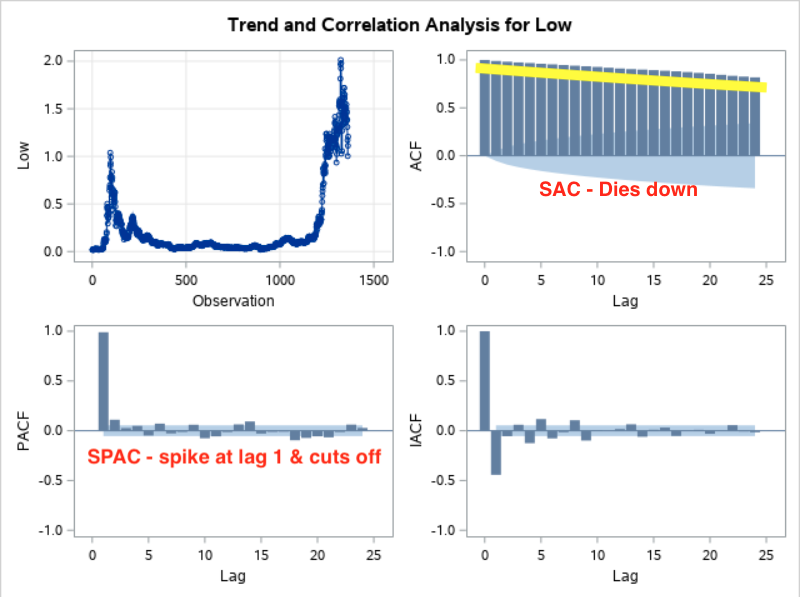 Trend and Correlation Analysis for Low
2.0
1.5
1.0
0.5
0.0
Low
0 500 1000 1500
Observation
1.0
0.5
0.0
-0.5
-1.0
ACF
SAC - Dies down
0 5 10 15 20 25
Lag
1.0
0.5
0.0
-0.5
-1.0
PACF
SPAC - spike at lag 1 & cuts off
0 5 10 15 20 25
Lag
1.0
0.5
0.0
-0.5
-1.0
IACF
0 5 10 15 20 25
Lag